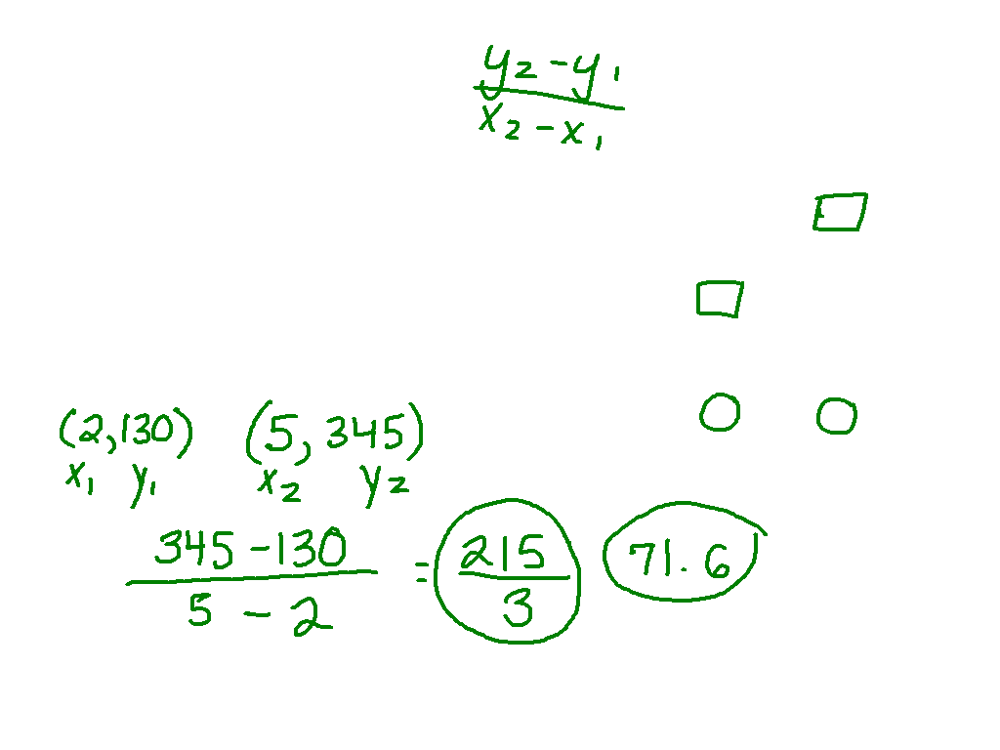 y₂ - y₁
x₂ - x₁
(2,130) (5, 345)
x₁ y₁ x₂ y₂
345 - 130 = 215 71.6
5 - 2 3